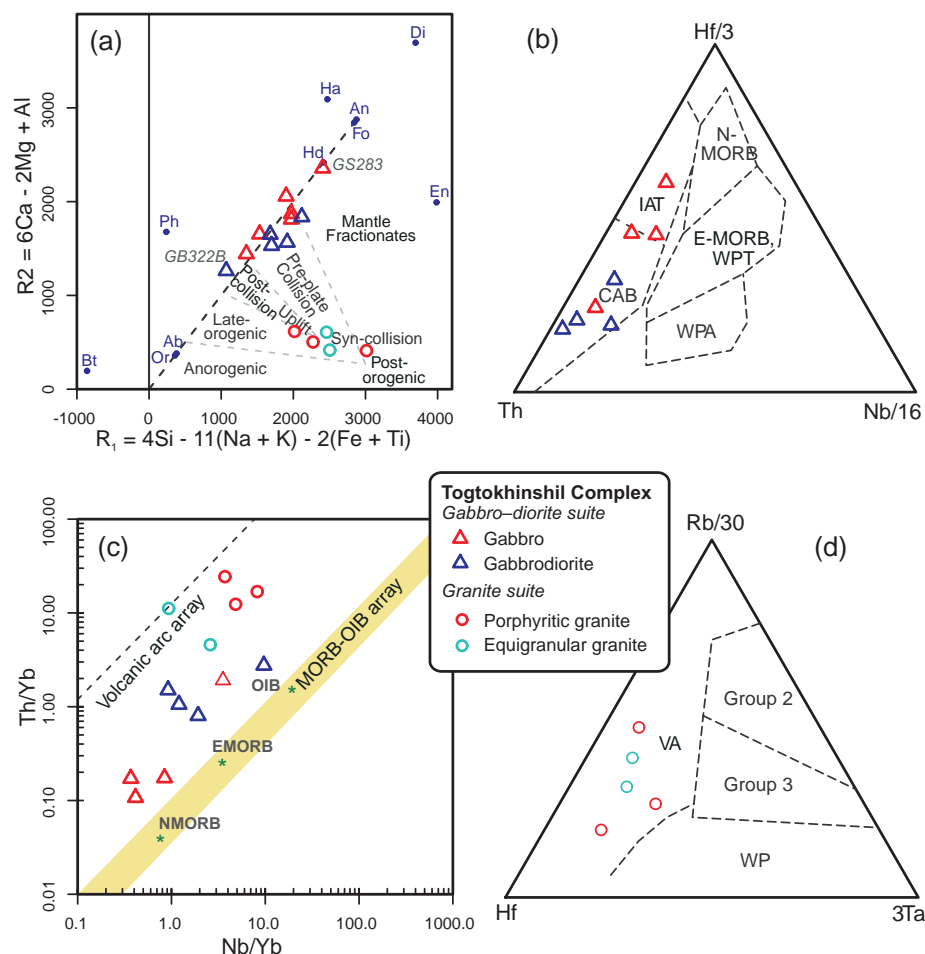 (a)
Di
Ha
An
Fo
Hd
GS283
En
Ph
Mantle
Fractionates
GB322B
Pre-plate
Collision
Post-
collision
Uplift
Late-
orogenic
Syn-collision
Ab
Or
Bt
Anorogenic
Post-
orogenic
R2 = 6Ca - 2Mg + Al
0 1000 2000 3000
-1000 0 1000 2000 3000 4000
R1 = 4Si - 11(Na + K) - 2(Fe + Ti)
(b)
Hf/3
N-
MORB
IAT
E-MORB,
WPT
CAB
WPA
Th
Nb/16
Togtokhinshil Complex
Gabbro–diorite suite
Gabbro
Gabbrodiorite
Granite suite
Porphyritic granite
Equigranular granite
(c)
100.00
10.00
1.00
0.10
0.01
Th/Yb
Volcanic arc array
MORB-OIB array
OIB
EMORB
NMORB
0.1 1.0 10.0 100.0 1000.0
Nb/Yb
(d)
Rb/30
Group 2
VA
Group 3
WP
Hf
3Ta